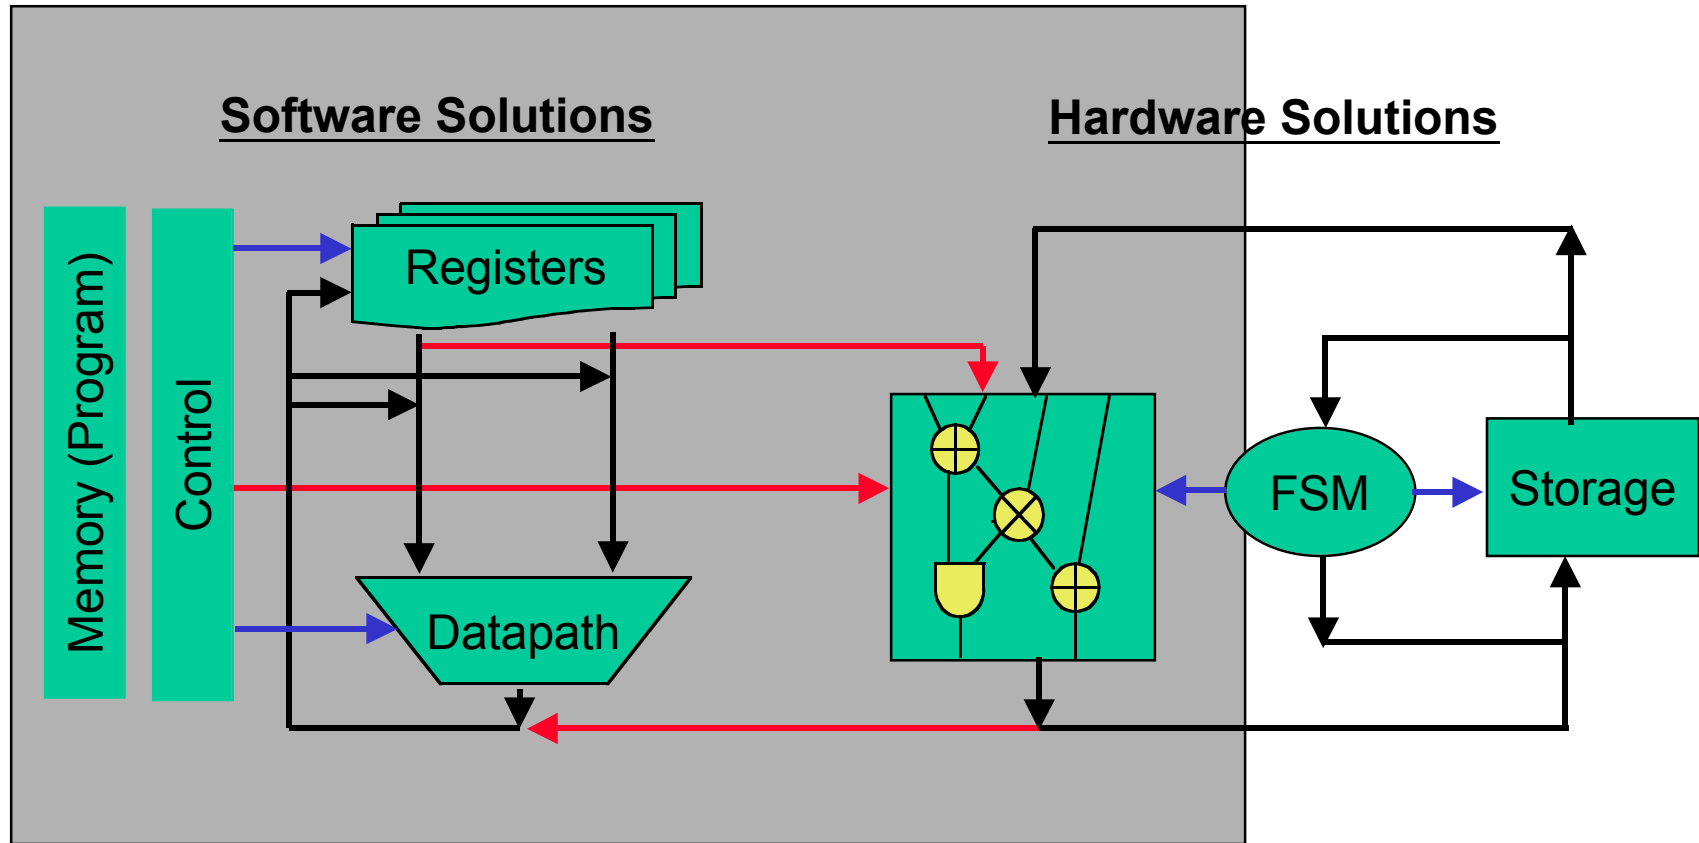 Software Solutions
Hardware Solutions
Memory (Program)
Control
Registers
Datapath
FSM
Storage